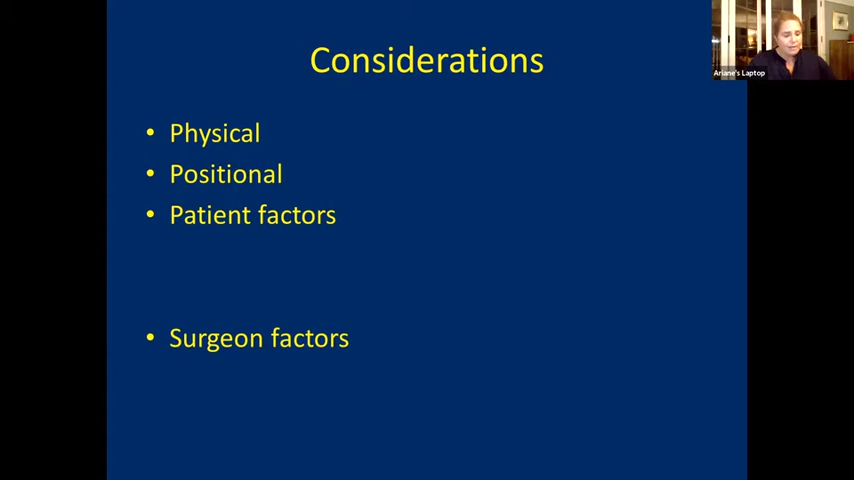 Considerations
Ariane's Laptop
• Physical
• Positional
• Patient factors
• Surgeon factors